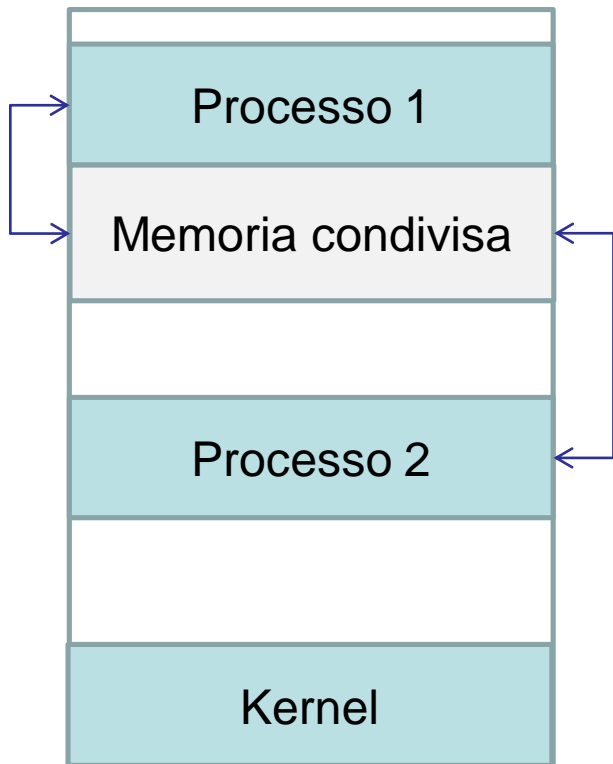 Processo 1
Memoria condivisa
Processo 2
Kernel